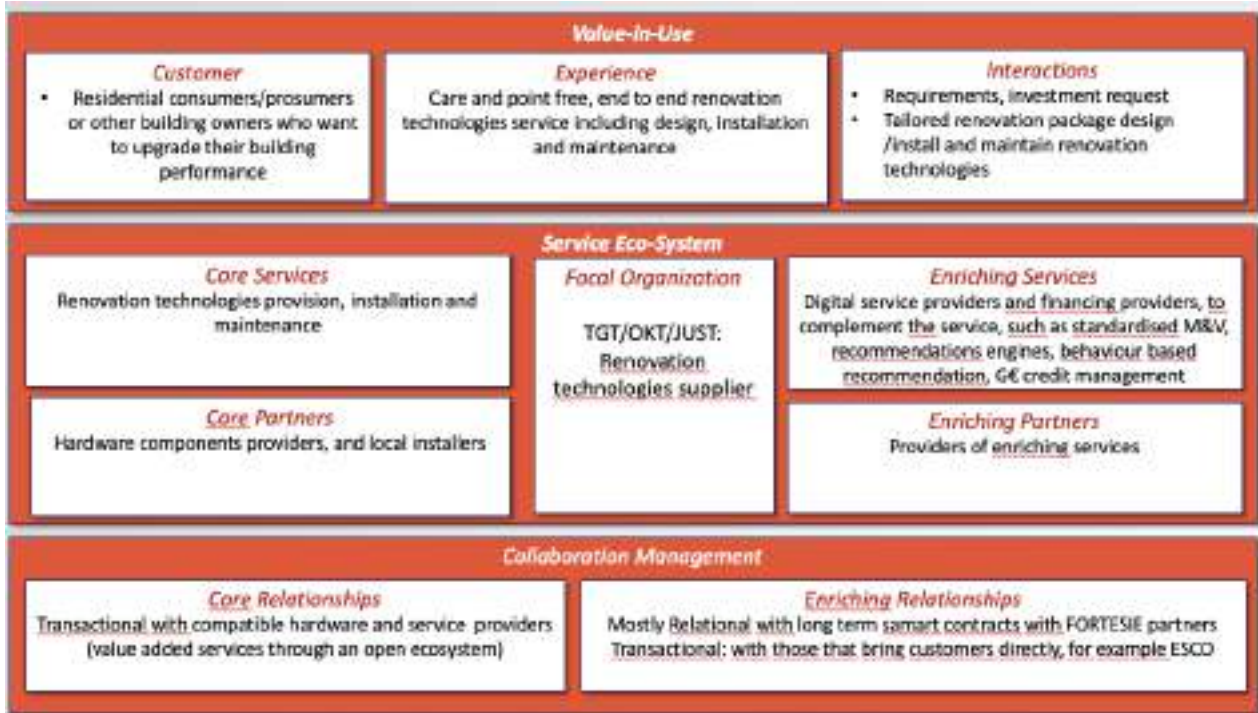 Value-In-Use
Customer
• Residential consumers/prosumers
or other building owners who want
to upgrade their building
performance
Experience
Care and point free, end to end renovation
technologies service including design, installation
and maintenance
Interactions
• Requirements, investment request
• Tailored renovation package design
/install and maintain renovation
technologies
Service Eco-System
Core Services
Renovation technologies provision, installation and
maintenance
Core Partners
Hardware components providers, and local installers
Focal Organization
TGT/OKT/JUST:
Renovation
technologies supplier
Enriching Services
Digital service providers and financing providers, to
complement the service, such as standardised M&V,
recommendations engines, behaviour based
recommendation, G€ credit management
Enriching Partners
Providers of enriching services
Collaboration Management
Core Relationships
Transactional with compatible hardware and service providers
(value added services through an open ecosystem)
Enriching Relationships
Mostly Relational with long term samart contracts with FORTESIE partners
Transactional: with those that bring customers directly, for example ESCO